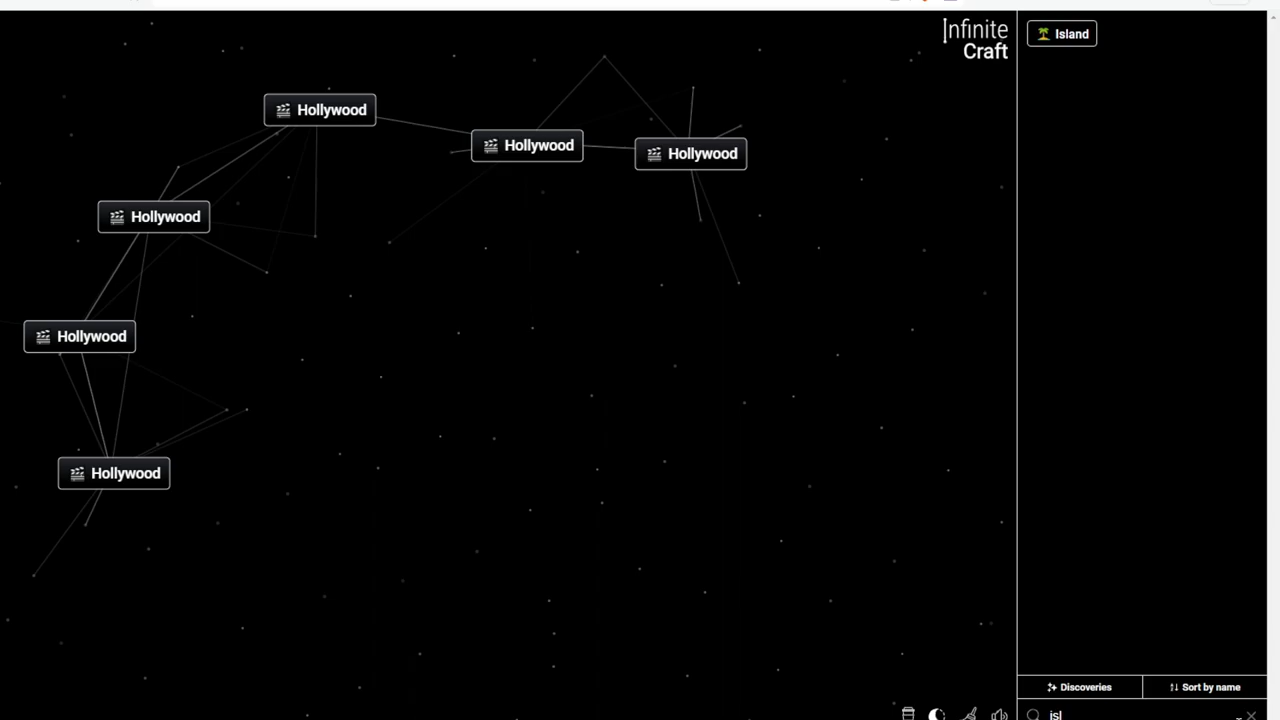 Infinite
Craft
Island
Hollywood
Hollywood
Hollywood
Hollywood
Hollywood
Hollywood
Discoveries
Sort by name
isl